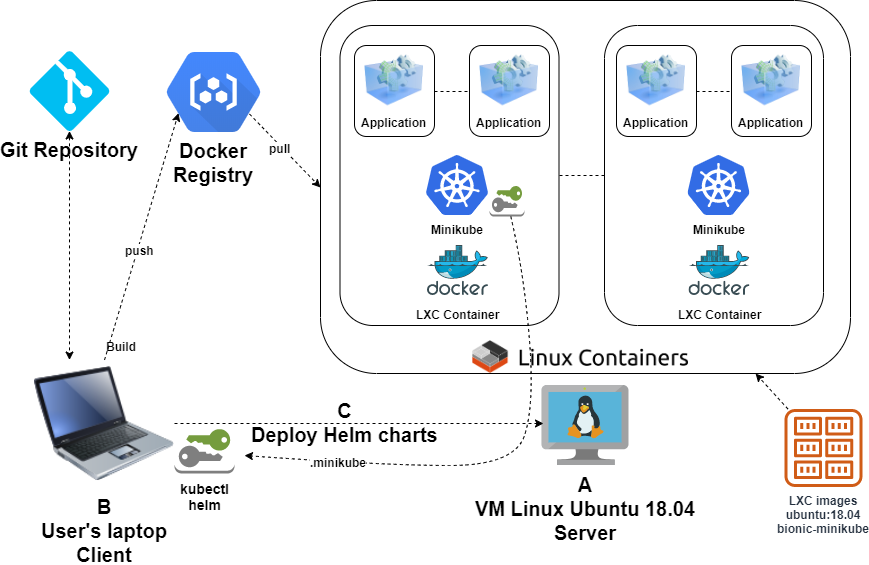 Application
Application
Application
Application
Git Repository
Docker
Registry
pull
push
Build
Minikube
Minikube
docker
docker
LXC Container
LXC Container
Linux Containers
C
Deploy Helm charts
.minikube
kubectl
helm
B
User's laptop
Client
A
VM Linux Ubuntu 18.04
Server
LXC images
ubuntu:18.04
bionic-minikube